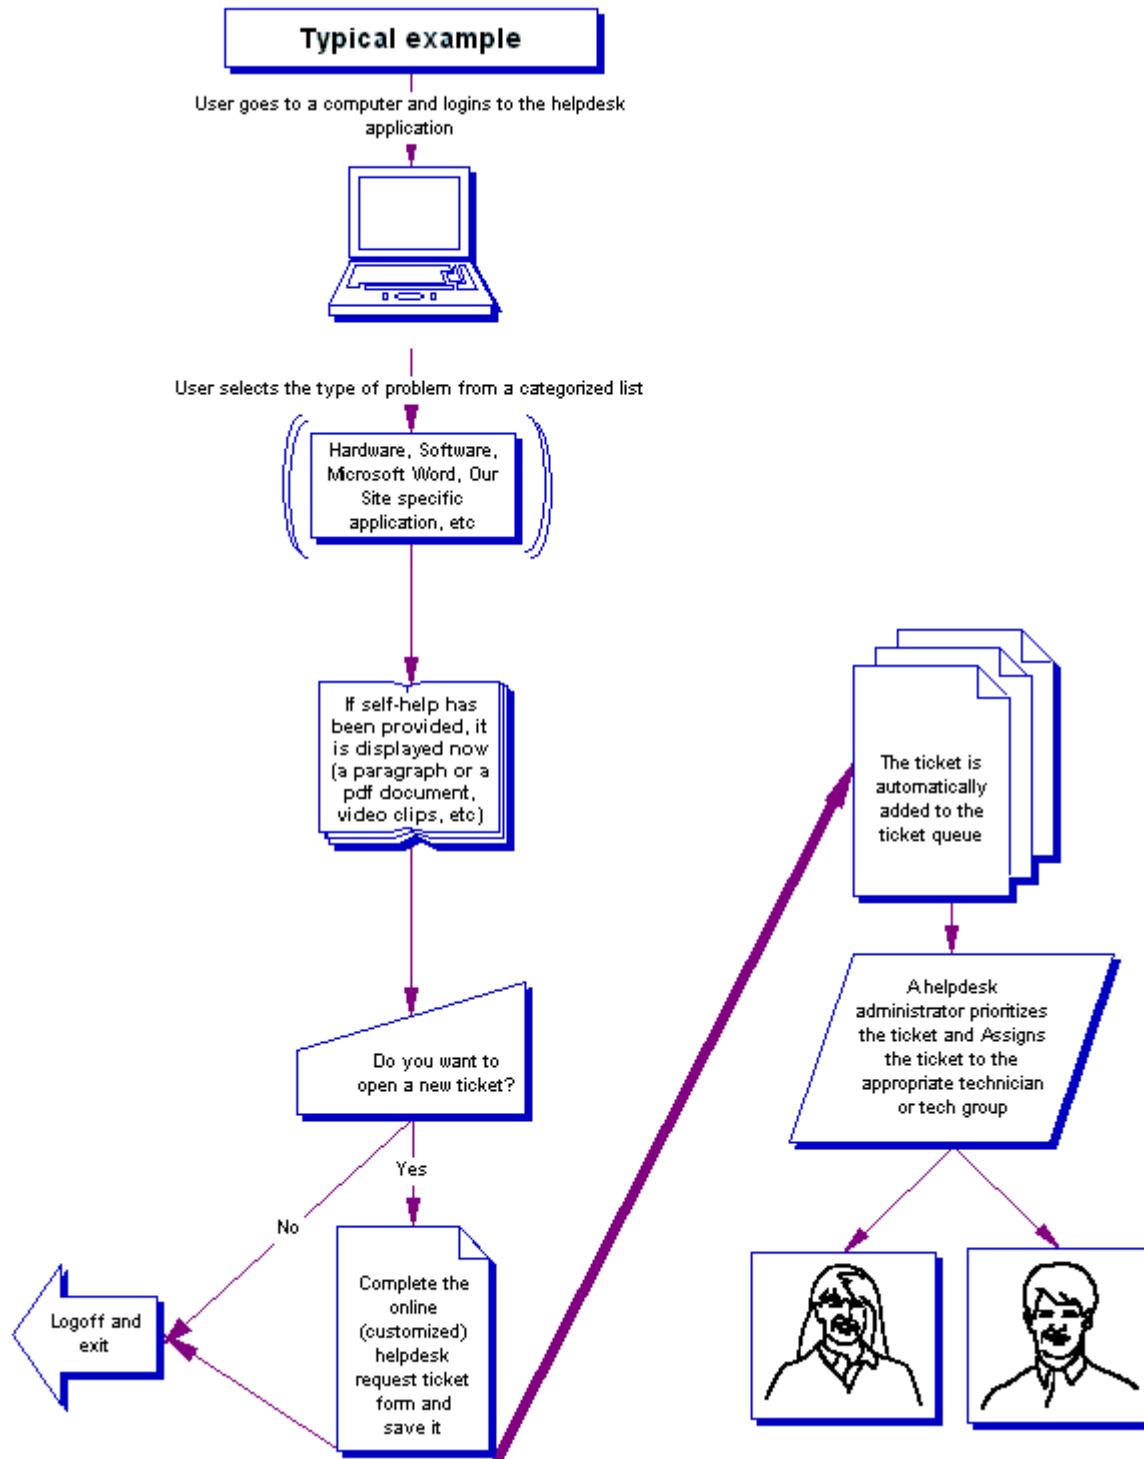 Typical example
User goes to a computer and logins to the helpdesk
application
User selects the type of problem from a categorized list
Hardware, Software,
Microsoft Word, Our
Site specific
application, etc
If self-help has
been provided, it
is displayed now
(a paragraph or a
pdf document,
video clips, etc)
Do you want to
open a new ticket?
Yes
No
Logoff and
exit
Complete the
online
(customized)
helpdesk
request ticket
form and
save it
The ticket is
automatically
added to the
ticket queue
A helpdesk
administrator prioritizes
the ticket and Assigns
the ticket to the
appropriate technician
or tech group